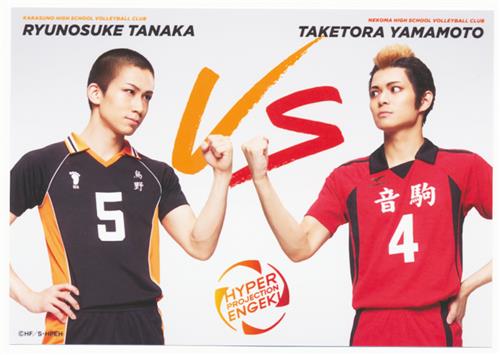 KARASUNO HIGH SCHOOL VOLLEYBALL CLUB
RYUNOSUKE TANAKA
NEKOMA HIGH SCHOOL VOLLEYBALL CLUB
TAKETORA YAMAMOTO
VS
烏野
5
音駒
4
HYPER
PROJECTION
ENGEKI
©HF/S・HPEH